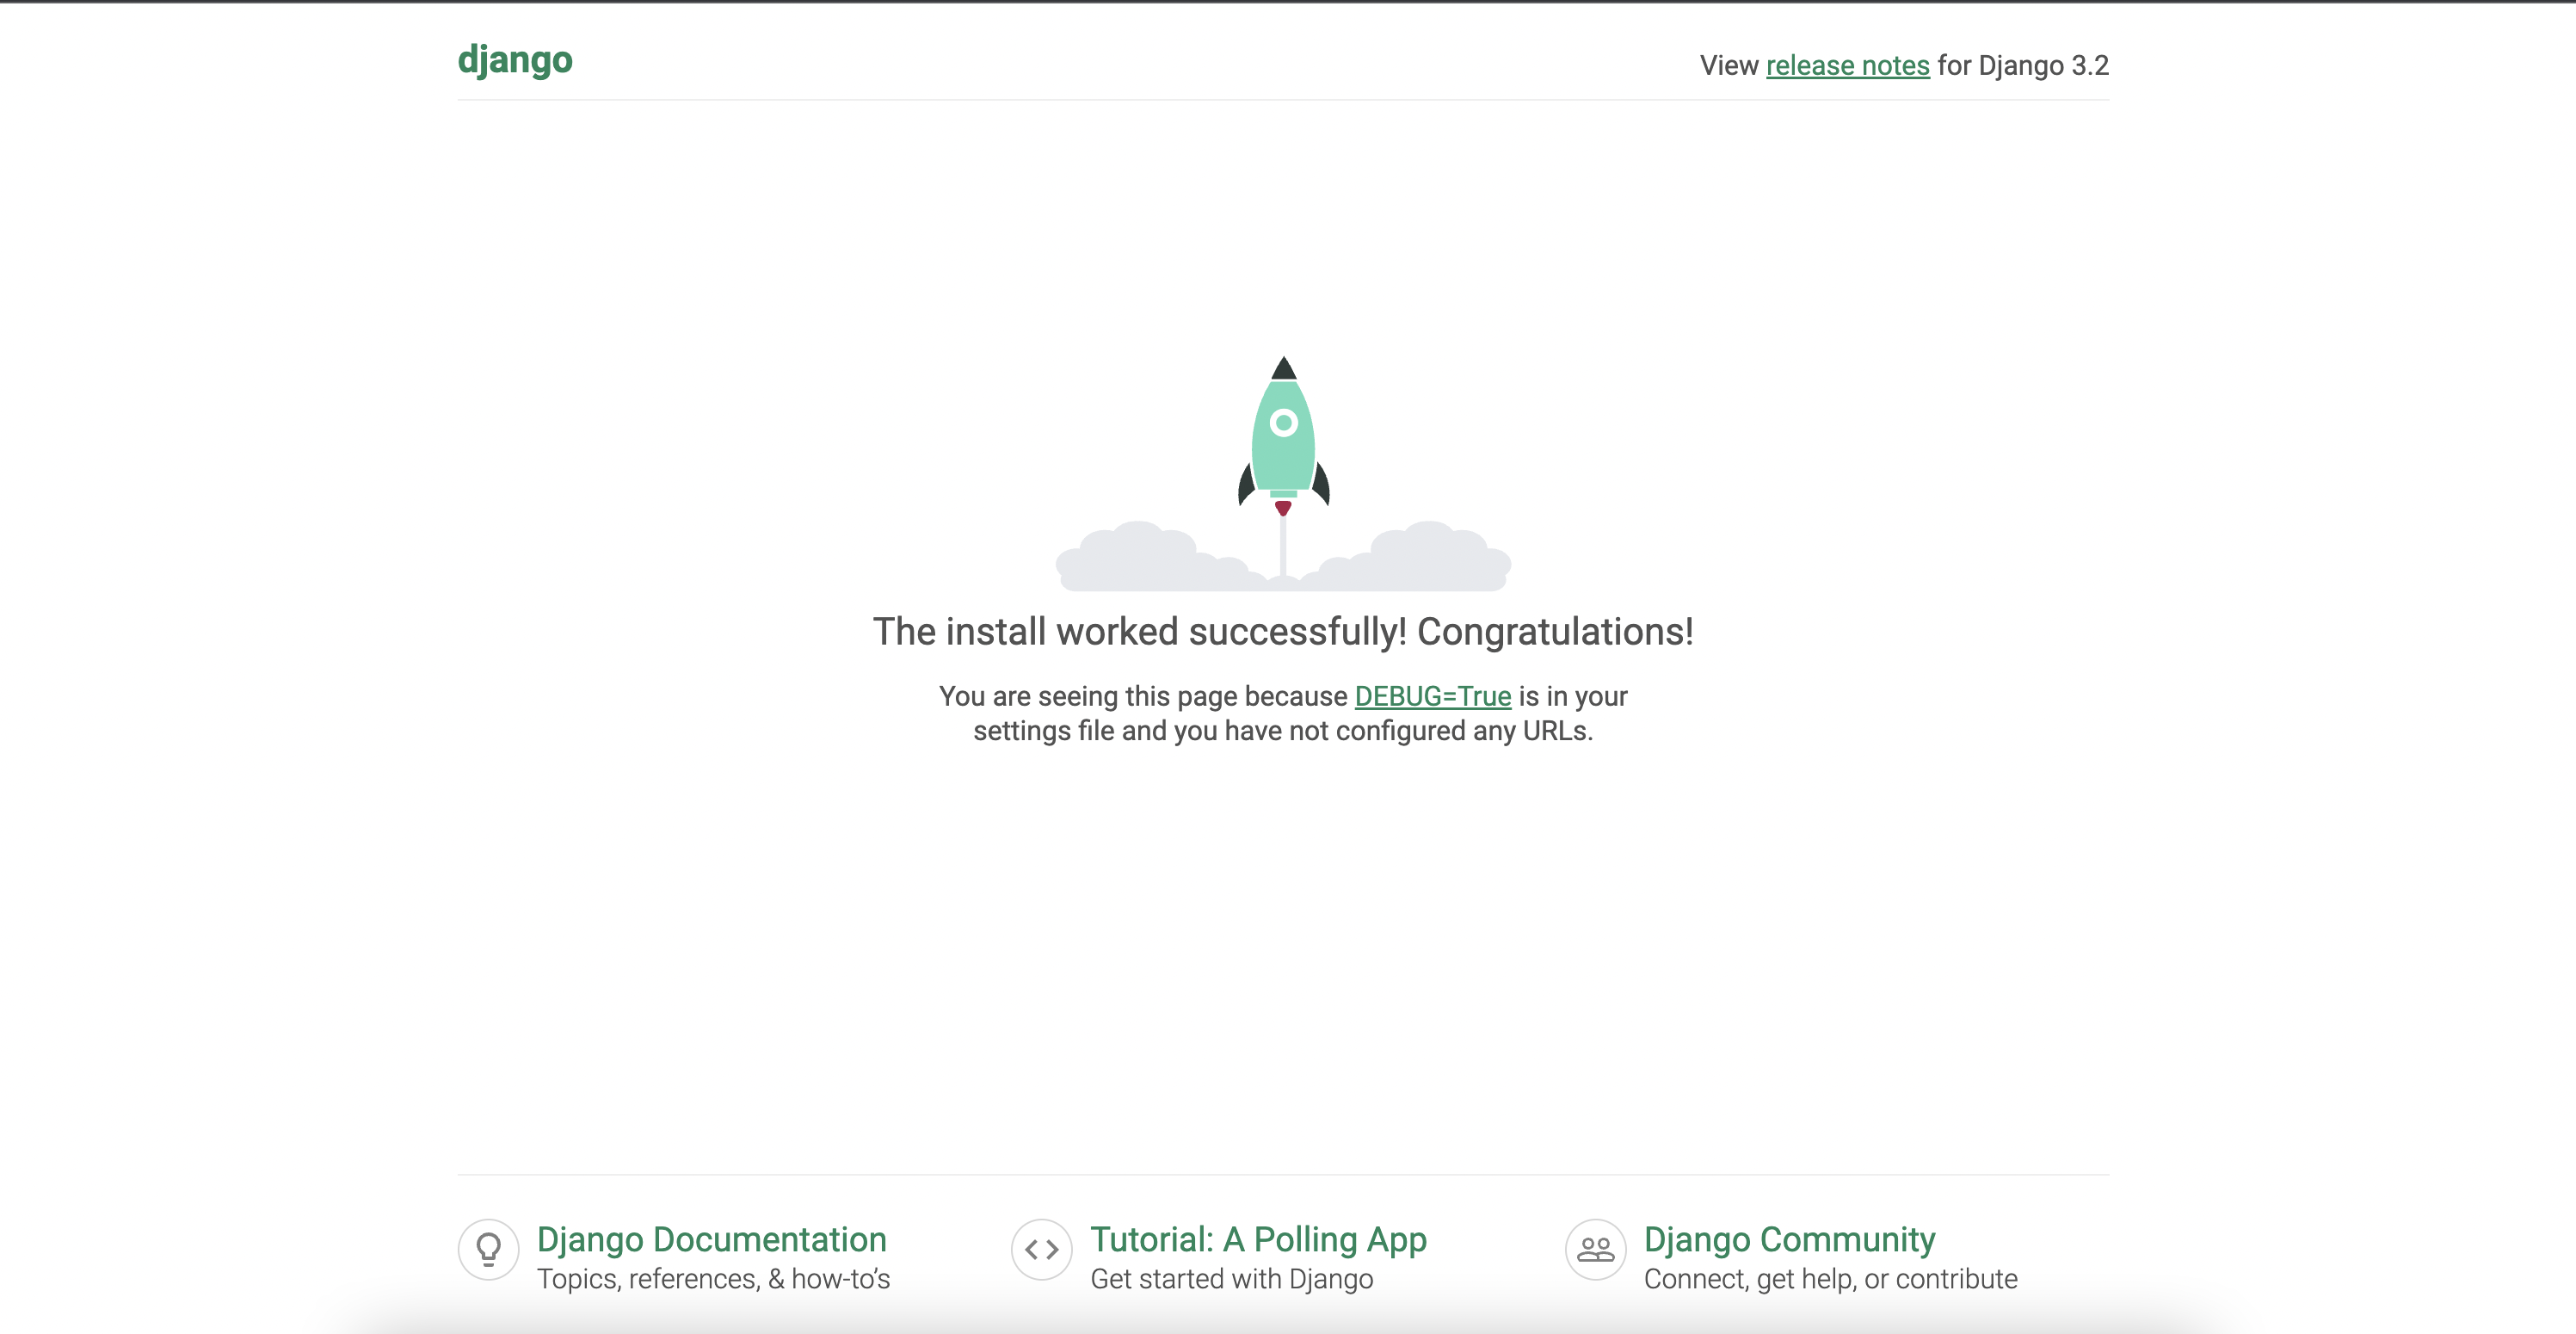 django
View release notes for Django 3.2
The install worked successfully! Congratulations!
You are seeing this page because DEBUG=True is in your
settings file and you have not configured any URLs.
Django Documentation
Topics, references, & how-to’s
Tutorial: A Polling App
Get started with Django
Django Community
Connect, get help, or contribute